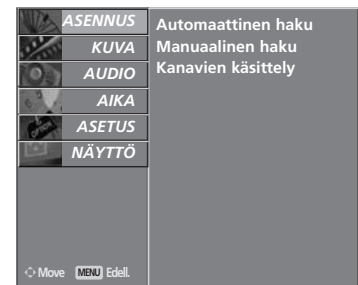 ASENNUS
KUVA
AUDIO
AIKA
ASETUS
NÄYTTÖ
Automaattinen haku
Manuaalinen haku
Kanavien käsittely
Move MENU Edell.